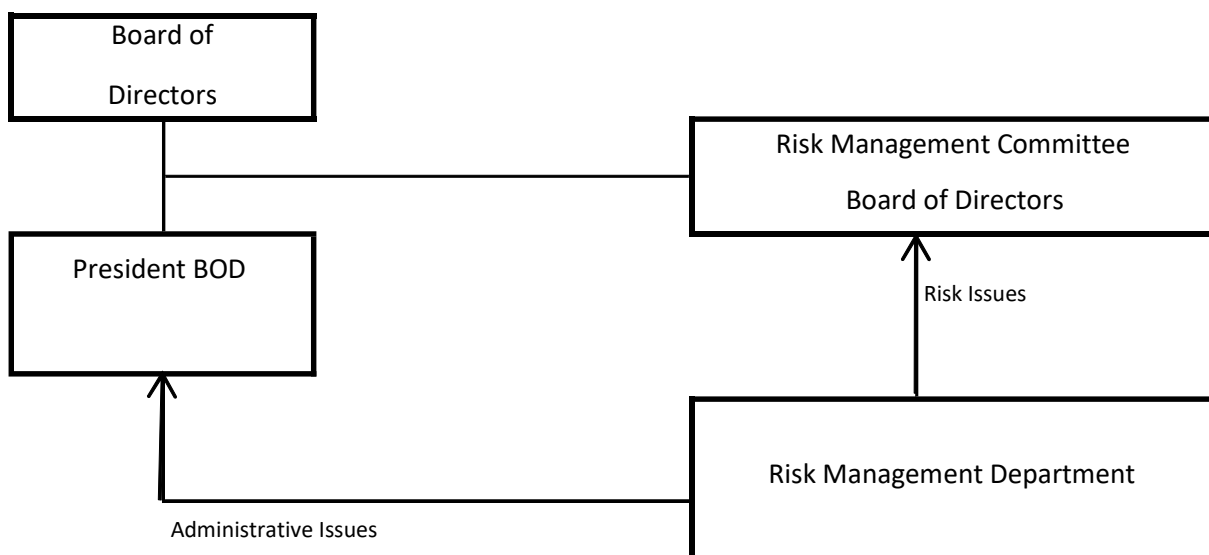 Board of
Directors
Risk Management Committee
Board of Directors
President BOD
Risk Issues
Risk Management Department
Administrative Issues